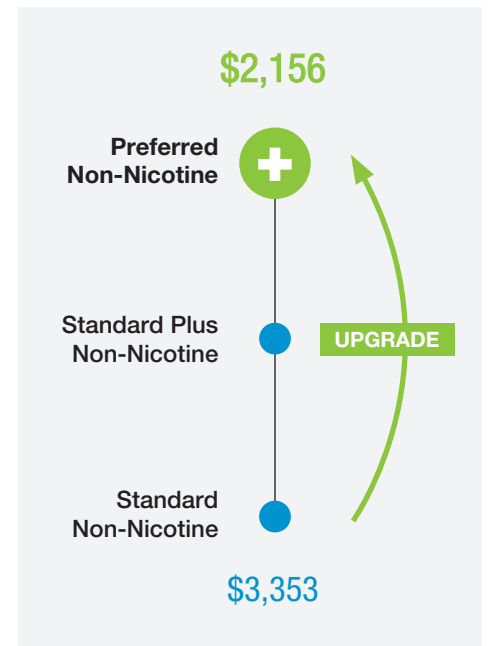 $2,156
Preferred
Non-Nicotine
Standard Plus
Non-Nicotine
UPGRADE
Standard
Non-Nicotine
$3,353